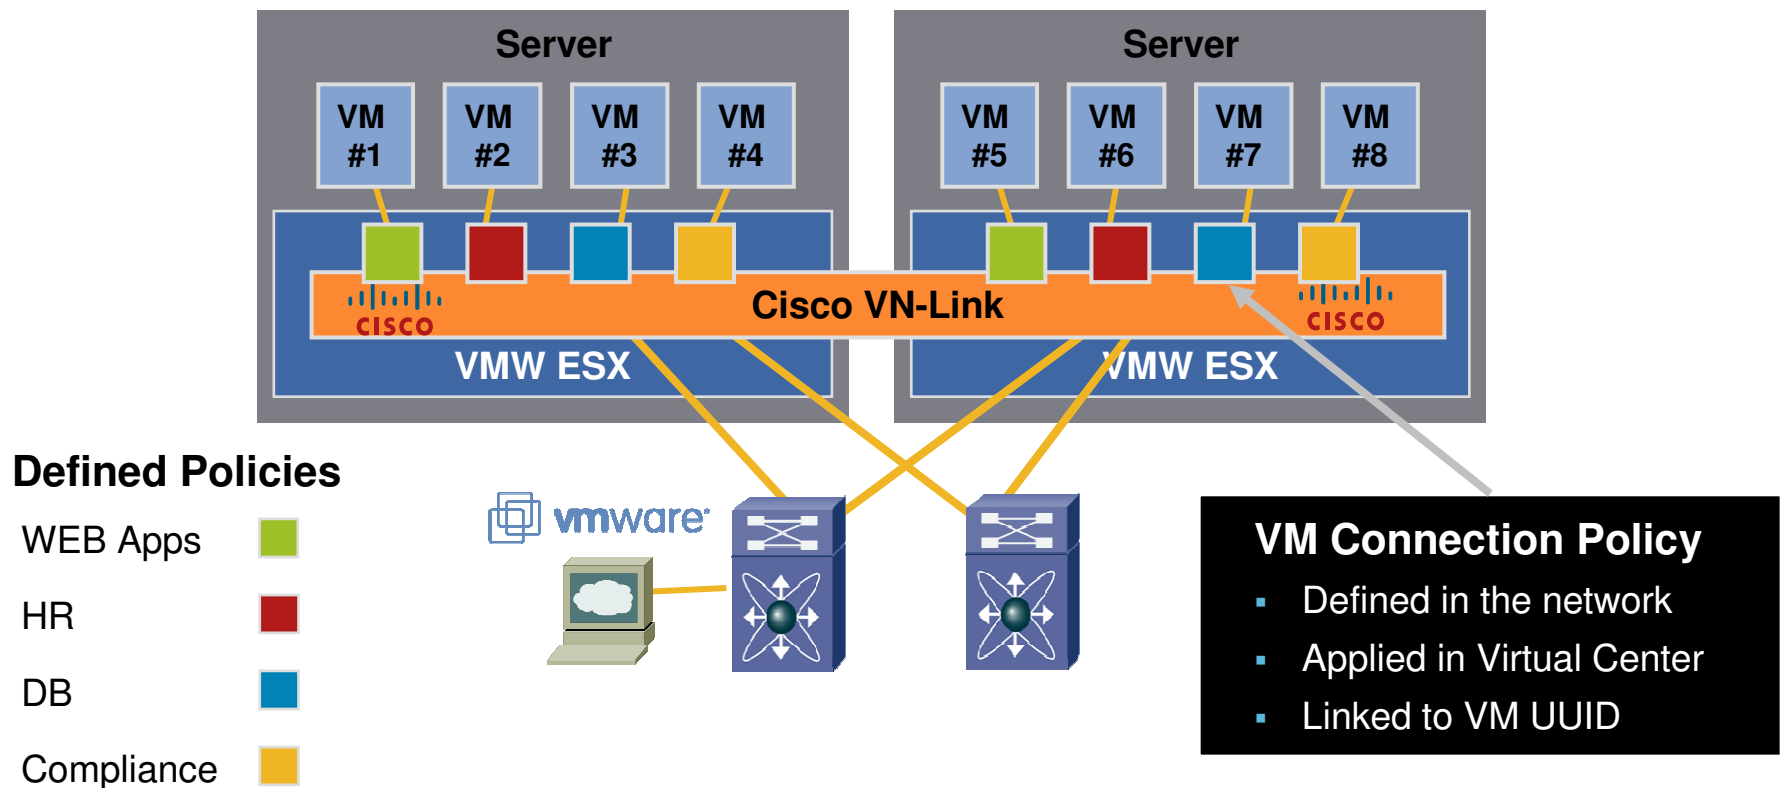 Server
Server
VM
#1
VM
#2
VM
#3
VM
#4
VM
#5
VM
#6
VM
#7
VM
#8
CISCO
Cisco VN-Link
CISCO
VMW ESX
VMW ESX
Defined Policies
WEB Apps
HR
DB
Compliance
vmware
VM Connection Policy
▪ Defined in the network
▪ Applied in Virtual Center
▪ Linked to VM UUID